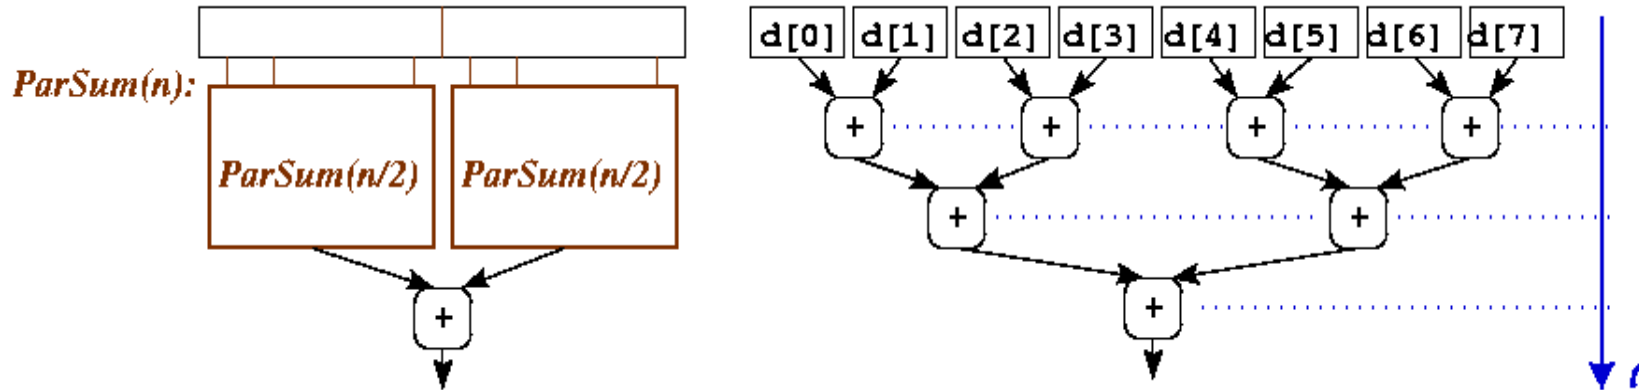 d[0] d[1] d[2] d[3] d[4] d[5] d[6] d[7]
ParSum(n):
+ + + +
ParSum(n/2) ParSum(n/2)
+ +
+ +